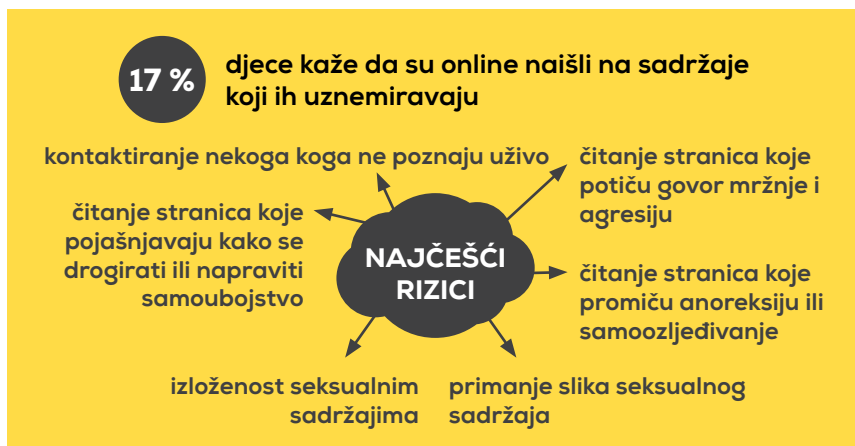 17 %
djece kaže da su online naišli na sadržaje
koji ih uznemiravaju
kontaktiranje nekoga koga ne poznaju uživo
čitanje stranica koje
potiču govor mržnje i
agresiju
čitanje stranica koje
pojašnjavaju kako se
drogirati ili napraviti
samoubojstvo
NAJČEŠĆI
RIZICI
čitanje stranica koje
promiču anoreksiju ili
samoozljeđivanje
izloženost seksualnim
sadržajima
primanje slika seksualnog
sadržaja